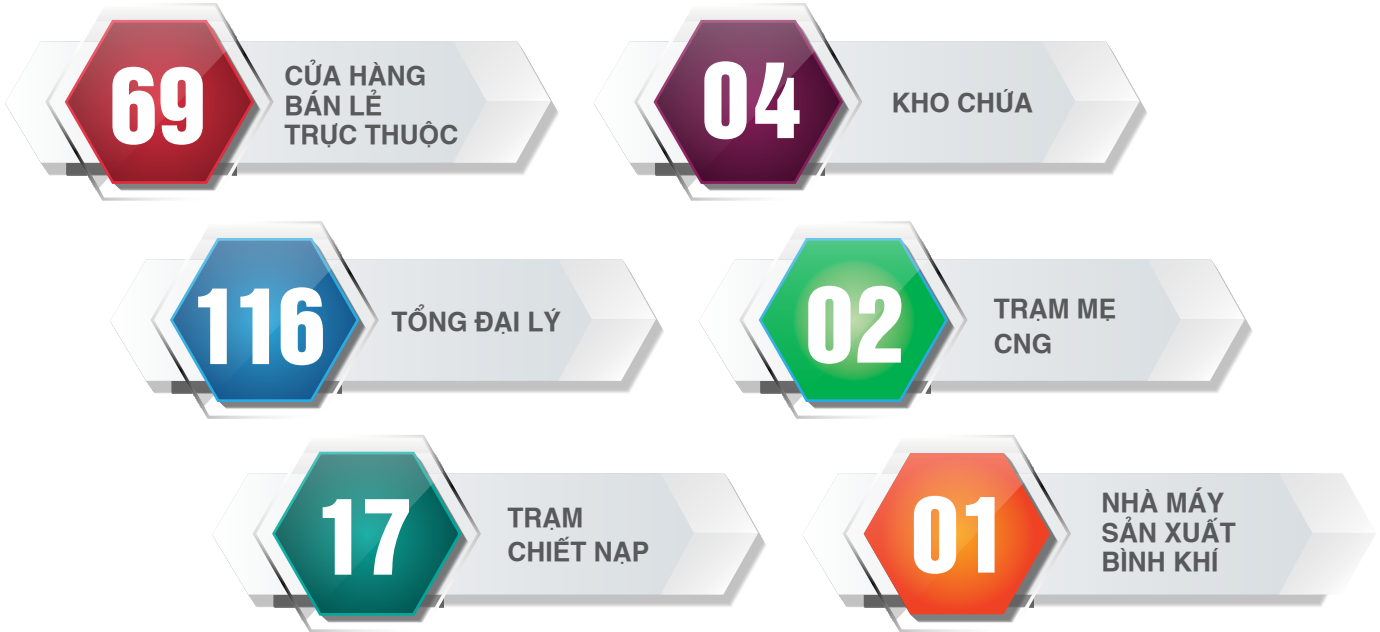 69
CỬA HÀNG
BÁN LẺ
TRỰC THUỘC
04
KHO CHỨA
116
TỔNG ĐẠI LÝ
02
TRẠM MẸ
CNG
17
TRẠM
CHIẾT NẠP
01
NHÀ MÁY
SẢN XUẤT
BÌNH KHÍ